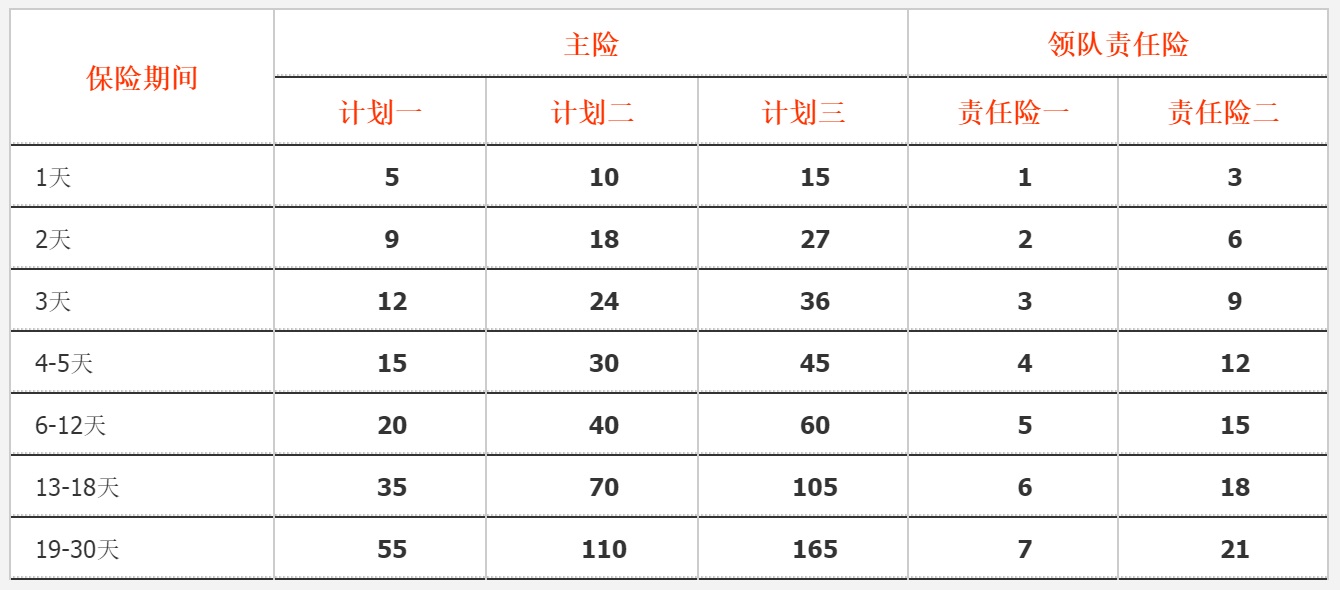 保险期间 主险 领队责任险
计划一 计划二 计划三 责任险一 责任险二
1天 5 10 15 1 3
2天 9 18 27 2 6
3天 12 24 36 3 9
4-5天 15 30 45 4 12
6-12天 20 40 60 5 15
13-18天 35 70 105 6 18
19-30天 55 110 165 7 21